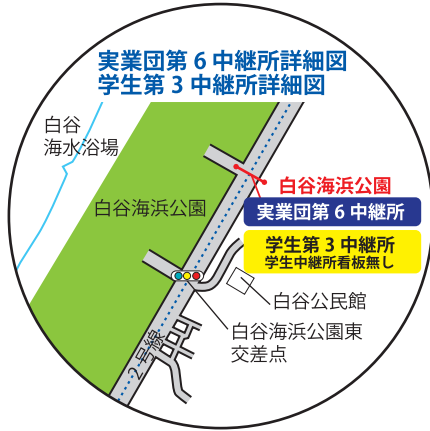 実業団第6中継所詳細図
学生第3中継所詳細図
白谷
海水浴場
白谷海浜公園
白谷海浜公園
実業団第6中継所
学生第3中継所
学生中継所看板無し
白谷公民館
白谷海浜公園東
交差点
2号線